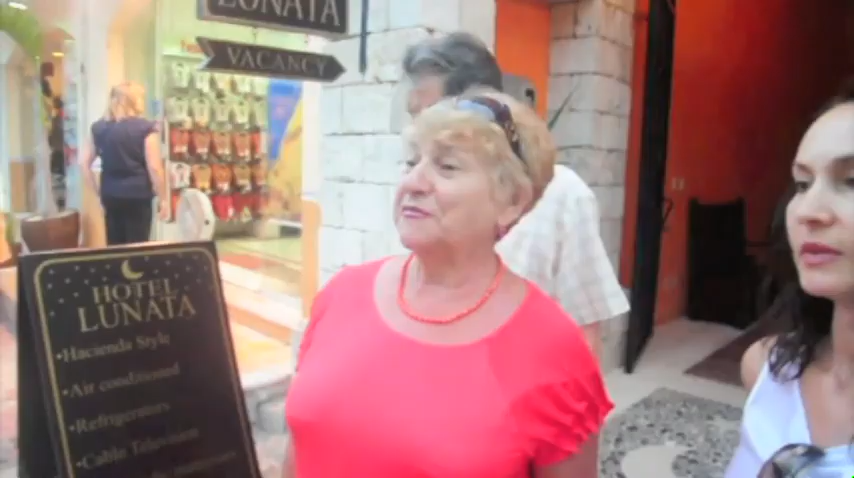 LUNATA
VACANCY
HOTEL
LUNATA
•Hacienda Style
•Air conditioned
•Refrigerators
•Cable Television